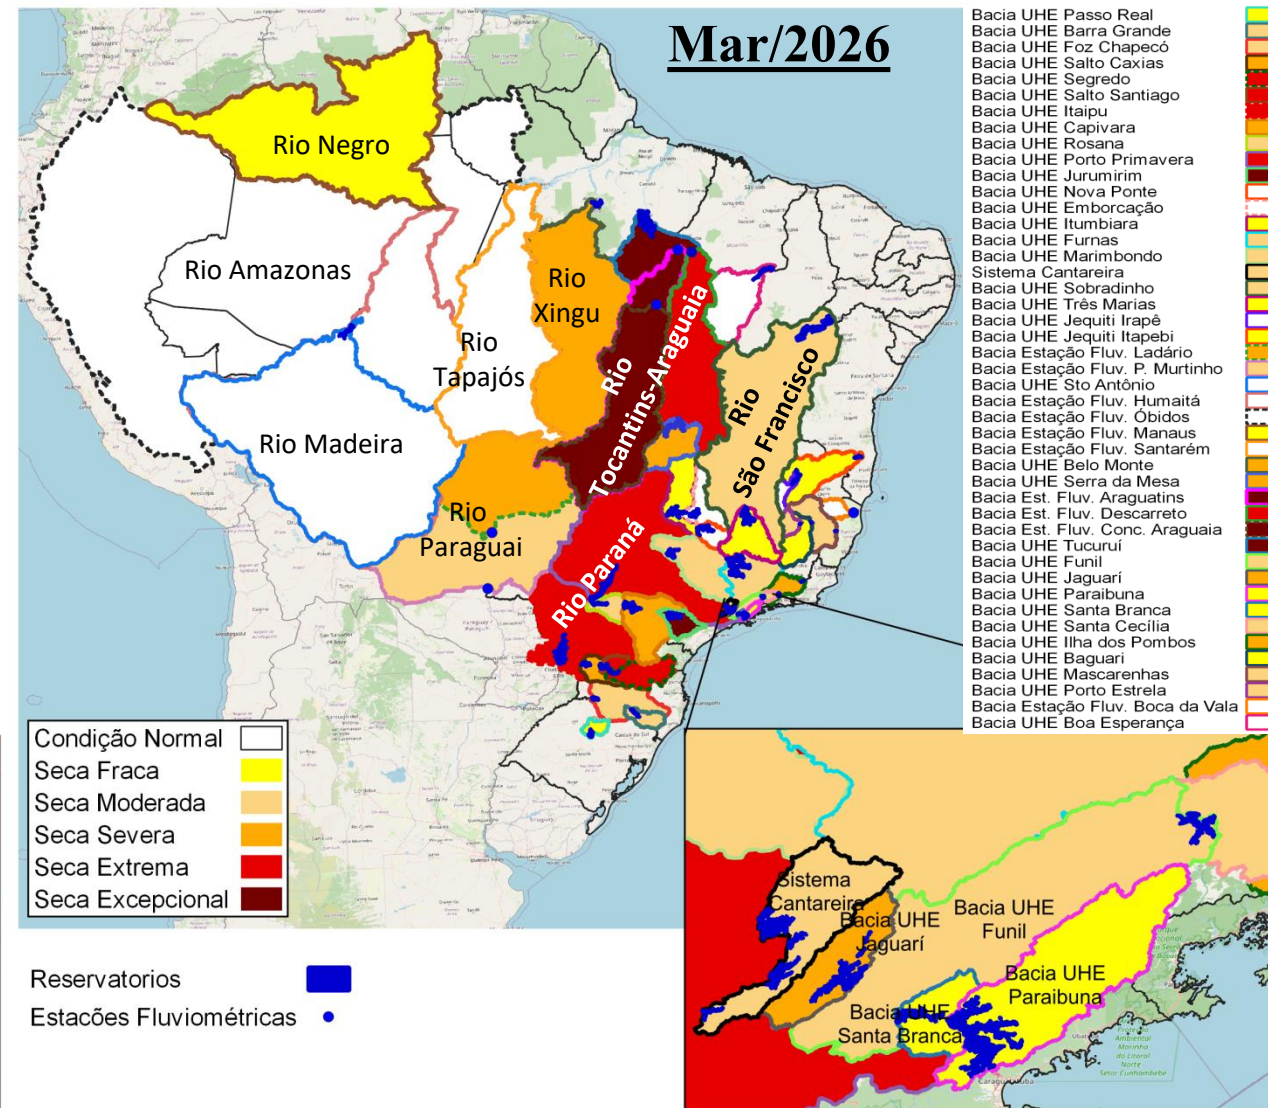 Mar/2026
Rio Negro
Rio Amazonas
Rio
Xingu
Rio
Tapajós
Rio Madeira
Rio
Tocantins-Araguaia
Rio
São Francisco
Rio
Paraguai
Rio Paraná
Condição Normal
Seca Fraca
Seca Moderada
Seca Severa
Seca Extrema
Seca Excepcional
Reservatorios
Estacões Fluviométricas
Bacia UHE Passo Real
Bacia UHE Barra Grande
Bacia UHE Foz Chapecó
Bacia UHE Salto Caxias
Bacia UHE Segredo
Bacia UHE Salto Santiago
Bacia UHE Itaipu
Bacia UHE Capivara
Bacia UHE Rosana
Bacia UHE Porto Primavera
Bacia UHE Jurumirim
Bacia UHE Nova Ponte
Bacia UHE Emborcação
Bacia UHE Itumbiara
Bacia UHE Furnas
Bacia UHE Marimbondo
Sistema Cantareira
Bacia UHE Sobradinho
Bacia UHE Três Marias
Bacia UHE Jequiti Irapê
Bacia UHE Jequiti Itapebi
Bacia Estação Fluv. Ladário
Bacia Estação Fluv. P. Murtinho
Bacia UHE Sto Antônio
Bacia Estação Fluv. Humaitá
Bacia Estação Fluv. Óbidos
Bacia Estação Fluv. Manaus
Bacia Estação Fluv. Santarém
Bacia UHE Belo Monte
Bacia UHE Serra da Mesa
Bacia Est. Fluv. Araguatins
Bacia Est. Fluv. Descarreto
Bacia Est. Fluv. Conc. Araguaia
Bacia UHE Tucuruí
Bacia UHE Funil
Bacia UHE Jaguarí
Bacia UHE Paraibuna
Bacia UHE Santa Branca
Bacia UHE Santa Cecília
Bacia UHE Ilha dos Pombos
Bacia UHE Baguari
Bacia UHE Mascarenhas
Bacia UHE Porto Estrela
Bacia Estação Fluv. Boca da Vala
Bacia UHE Boa Esperança
Sistema
Cantareira
Bacia UHE
Jaguarí
Bacia UHE
Funil
Bacia UHE
Paraibuna
Bacia UHE
Santa Branca